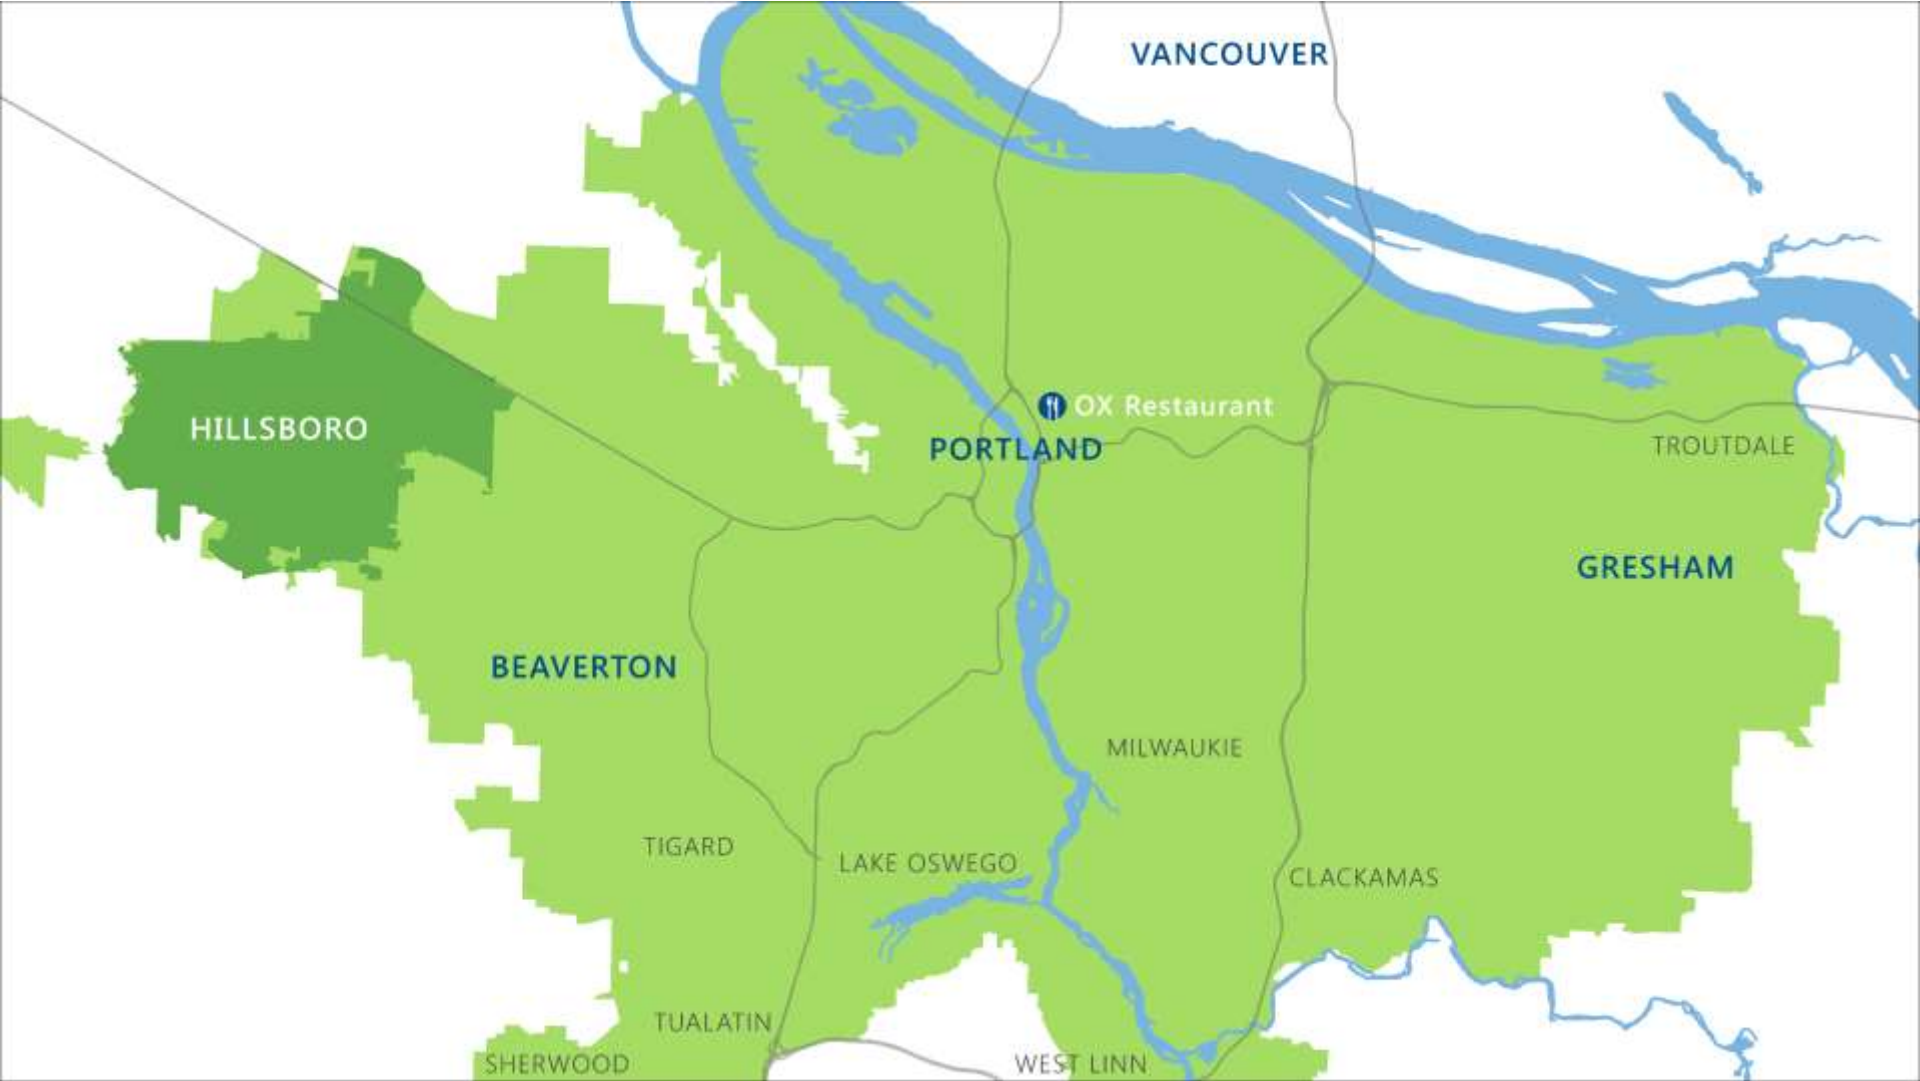 VANCOUVER
OX Restaurant
HILLSBORO
PORTLAND
TROUTDALE
GRESHAM
BEAVERTON
MILWAUKIE
TIGARD
LAKE OSWEGO
CLACKAMAS
TUALATIN
SHERWOOD
WEST LINN